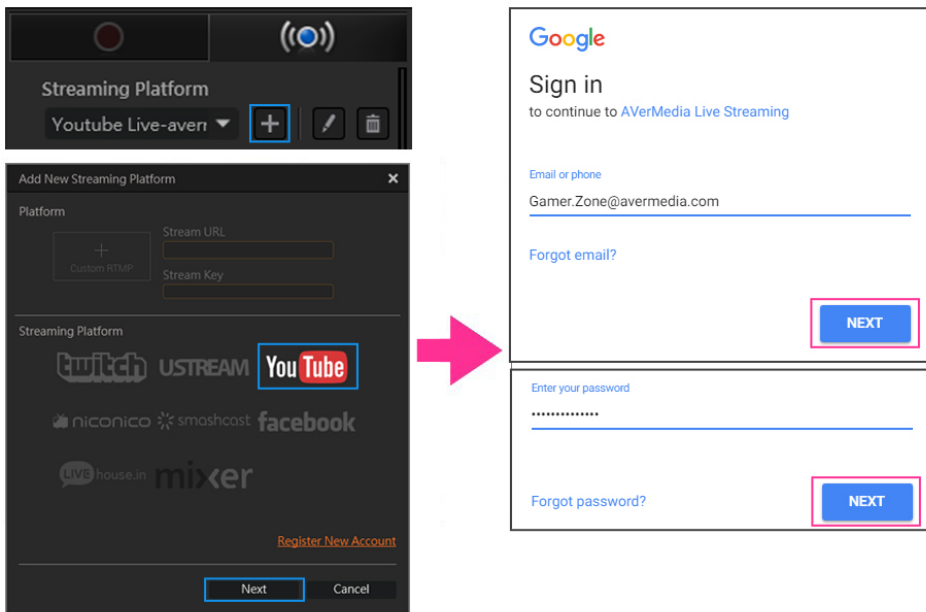 Streaming Platform
Youtube Live-averr
Add New Streaming Platform
Platform
Stream URL
Custom RTMP
Stream Key
Streaming Platform
twitch USTREAM YouTube
niconico smashcast facebook
LIVE house.in mixer
Register New Account
Next Cancel
Google
Sign in
to continue to AVerMedia Live Streaming
Email or phone
Gamer.Zone@avermedia.com
Forgot email?
NEXT
Enter your password
Forgot password? NEXT